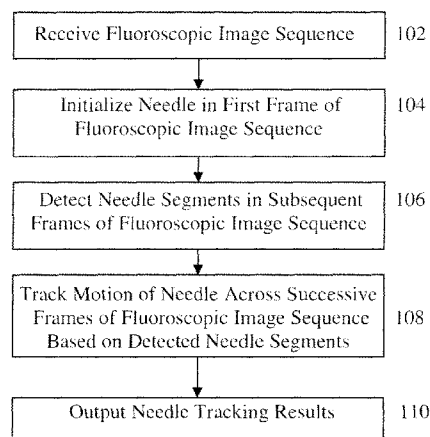 Receive Fluoroscopic Image Sequence 102
Initialize Needle in First Frame of 104
Fluoroscopic Image Sequence
Detect Needle Segments in Subsequent 106
Frames of Fluoroscopic Image Sequence
Track Motion of Needle Across Successive
Frames of Fluoroscopic Image Sequence 108
Based on Detected Needle Segments
Output Needle Tracking Results 110